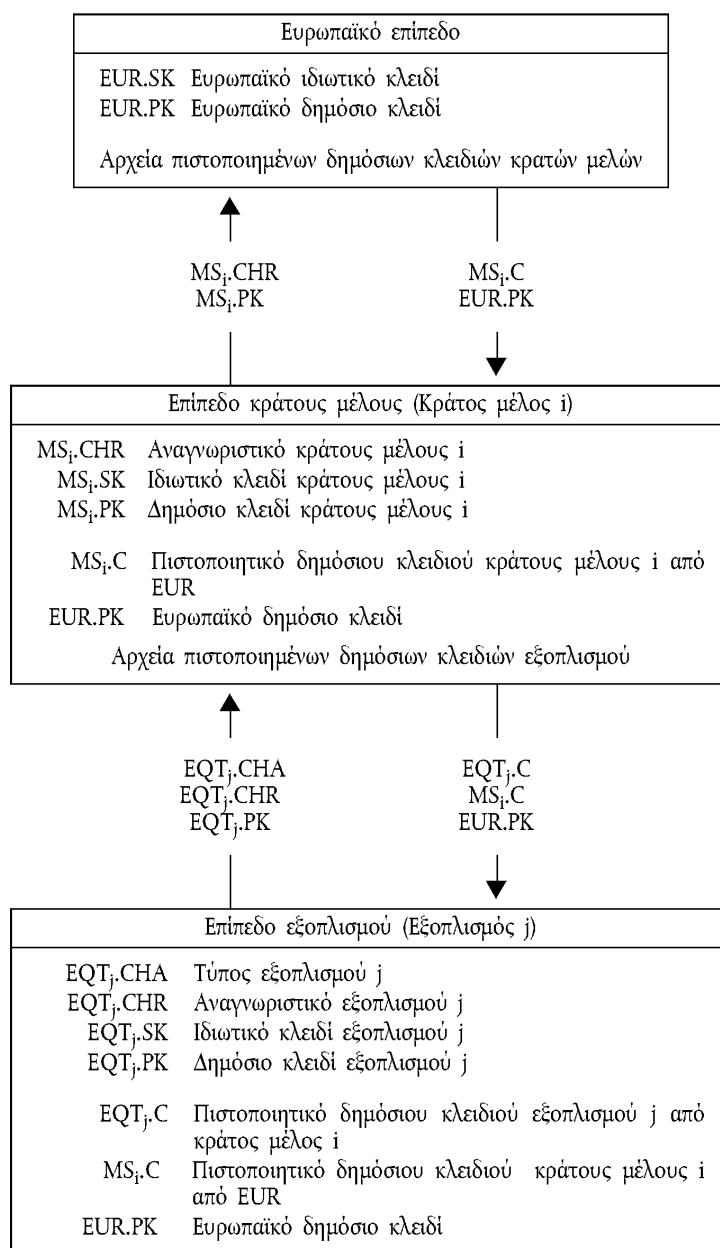 Ευρωπαϊκό επίπεδο
EUR.SK Ευρωπαϊκό ιδιωτικό κλειδί
EUR.PK Ευρωπαϊκό δημόσιο κλειδί
Αρχεία πιστοποιημένων δημόσιων κλειδιών κρατών μελών
MSi.CHR
MSi.PK
MSi.C
EUR.PK
Επίπεδο κράτους μέλους (Κράτος μέλος i)
MSi.CHR Αναγνωριστικό κράτους μέλους i
MSi.SK Ιδιωτικό κλειδί κράτους μέλους i
MSi.PK Δημόσιο κλειδί κράτους μέλους i
MSi.C Πιστοποιητικό δημόσιου κλειδιού κράτους μέλους i από
EUR
EUR.PK Ευρωπαϊκό δημόσιο κλειδί
Αρχεία πιστοποιημένων δημόσιων κλειδιών εξοπλισμού
EQTj.CHA
EQTj.CHR
EQTj.PK
EQTj.C
MSi.C
EUR.PK
Επίπεδο εξοπλισμού (Εξοπλισμός j)
EQTj.CHA Τύπος εξοπλισμού j
EQTj.CHR Αναγνωριστικό εξοπλισμού j
EQTj.SK Ιδιωτικό κλειδί εξοπλισμού j
EQTj.PK Δημόσιο κλειδί εξοπλισμού j
EQTj.C Πιστοποιητικό δημόσιου κλειδιού εξοπλισμού j από
κράτος μέλος i
MSi.C Πιστοποιητικό δημόσιου κλειδιού κράτους μέλους i
από EUR
EUR.PK Ευρωπαϊκό δημόσιο κλειδί